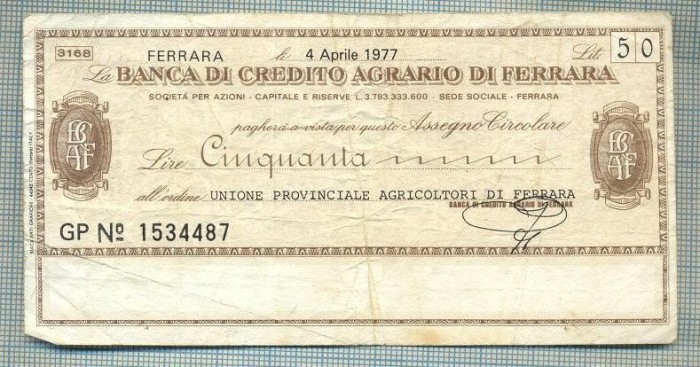 3168 FERRARA li 4 Aprile 1977 Lit. 50
La BANCA DI CREDITO AGRARIO DI FERRARA
SOCIETÀ PER AZIONI - CAPITALE E RISERVE L. 3.783.333.600 - SEDE SOCIALE - FERRARA
pagherà a vista per questo Assegno Circolare
Lire Cinquanta
all'ordine UNIONE PROVINCIALE AGRICOLTORI DI FERRARA
BANCA DI CREDITO AGRARIO DI FERRARA
GP Nº 1534487